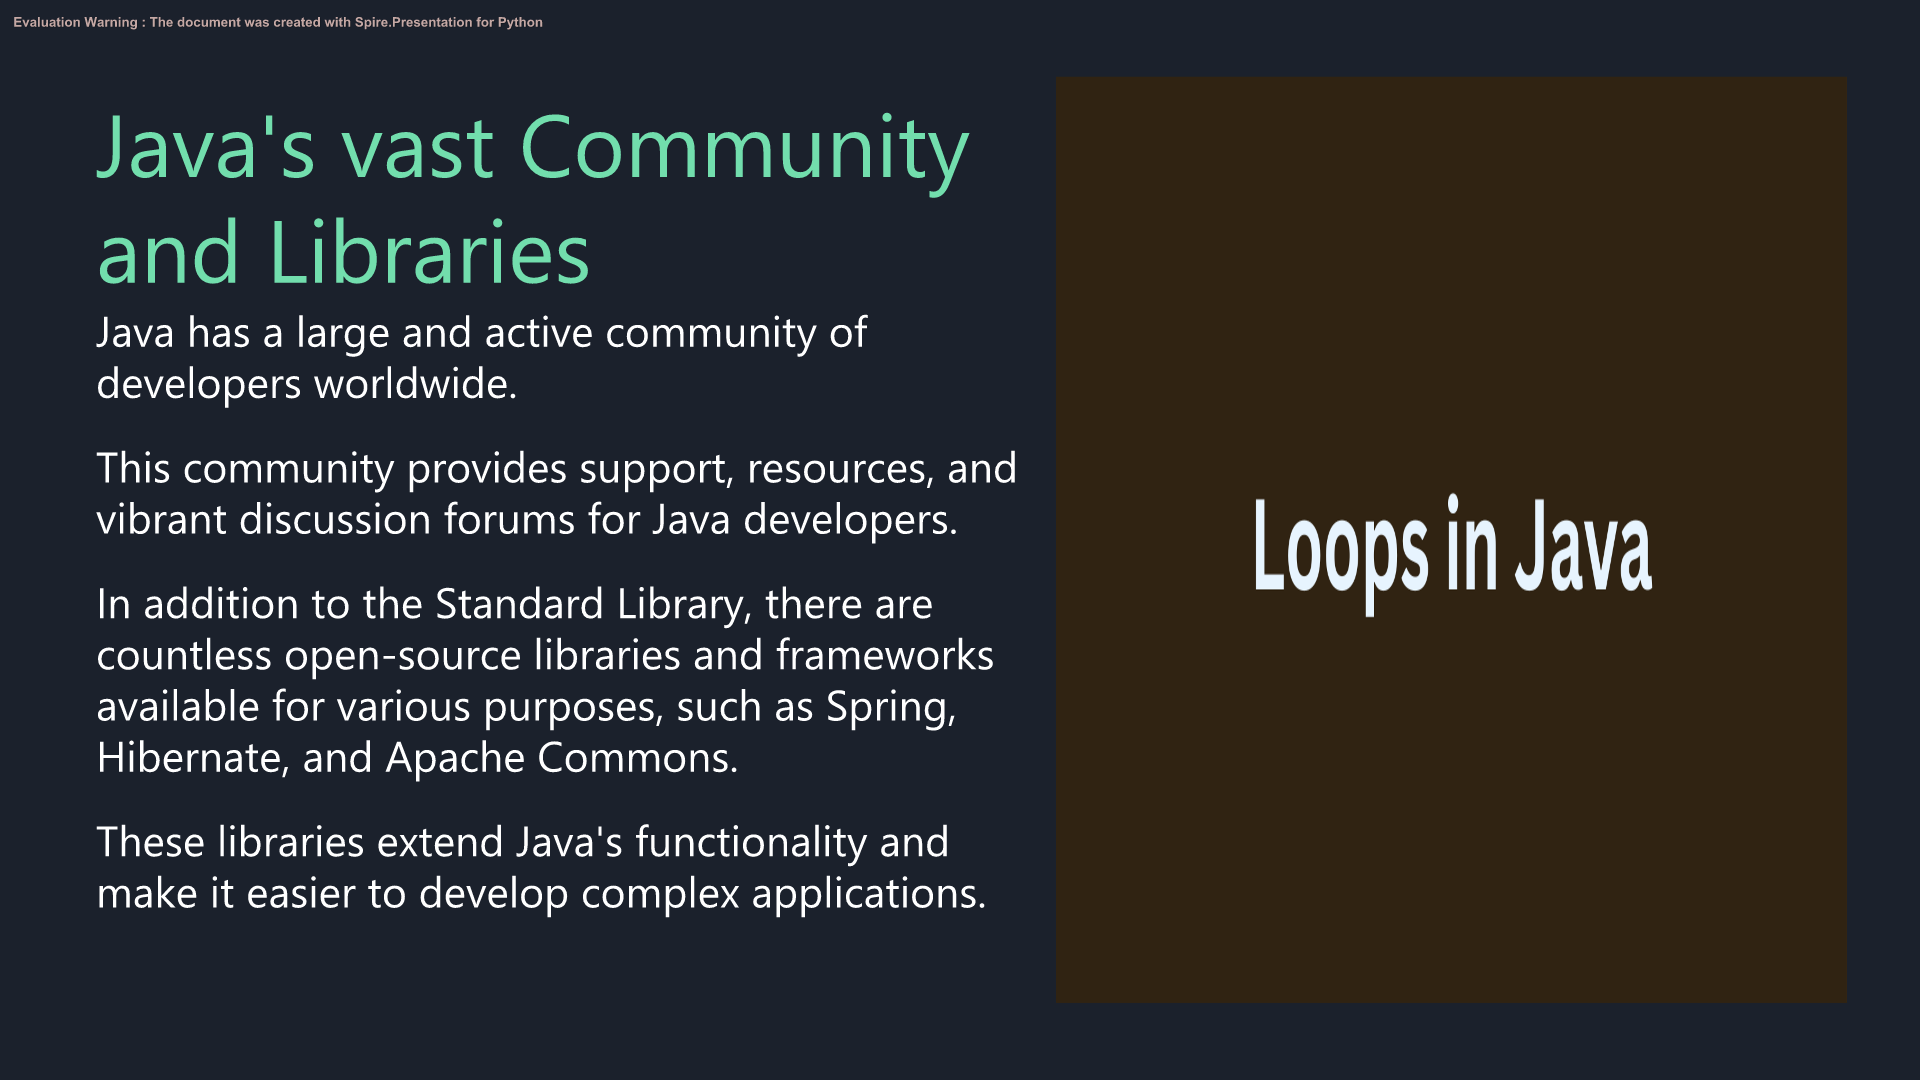 Evaluation Warning : The document was created with Spire.Presentation for Python
Java's vast Community
and Libraries
Java has a large and active community of
developers worldwide.
This community provides support, resources, and
vibrant discussion forums for Java developers.
In addition to the Standard Library, there are
countless open-source libraries and frameworks
available for various purposes, such as Spring,
Hibernate, and Apache Commons.
These libraries extend Java's functionality and
make it easier to develop complex applications.
Loops in Java